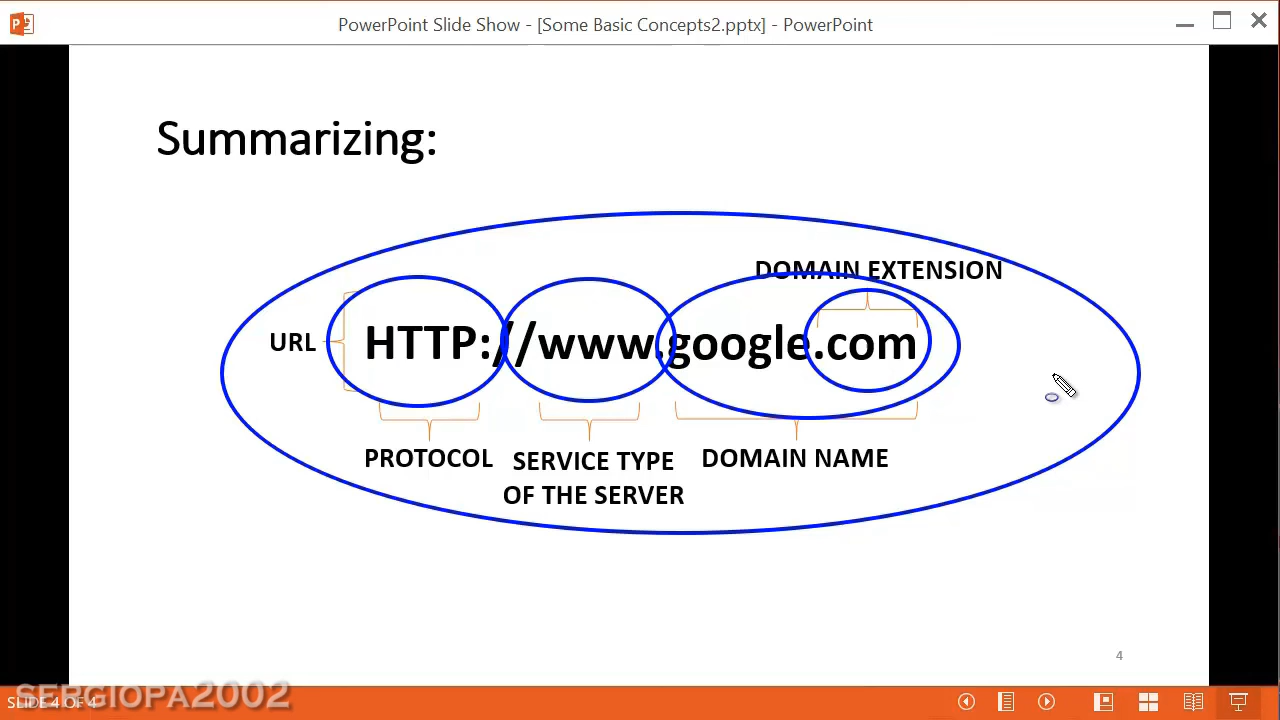 PowerPoint Slide Show - [Some Basic Concepts2.pptx] - PowerPoint
Summarizing:
DOMAIN EXTENSION
URL
HTTP://www.google.com
PROTOCOL
SERVICE TYPE
OF THE SERVER
DOMAIN NAME
4
SLIDE 4 OF 4
SERGIOPA2002